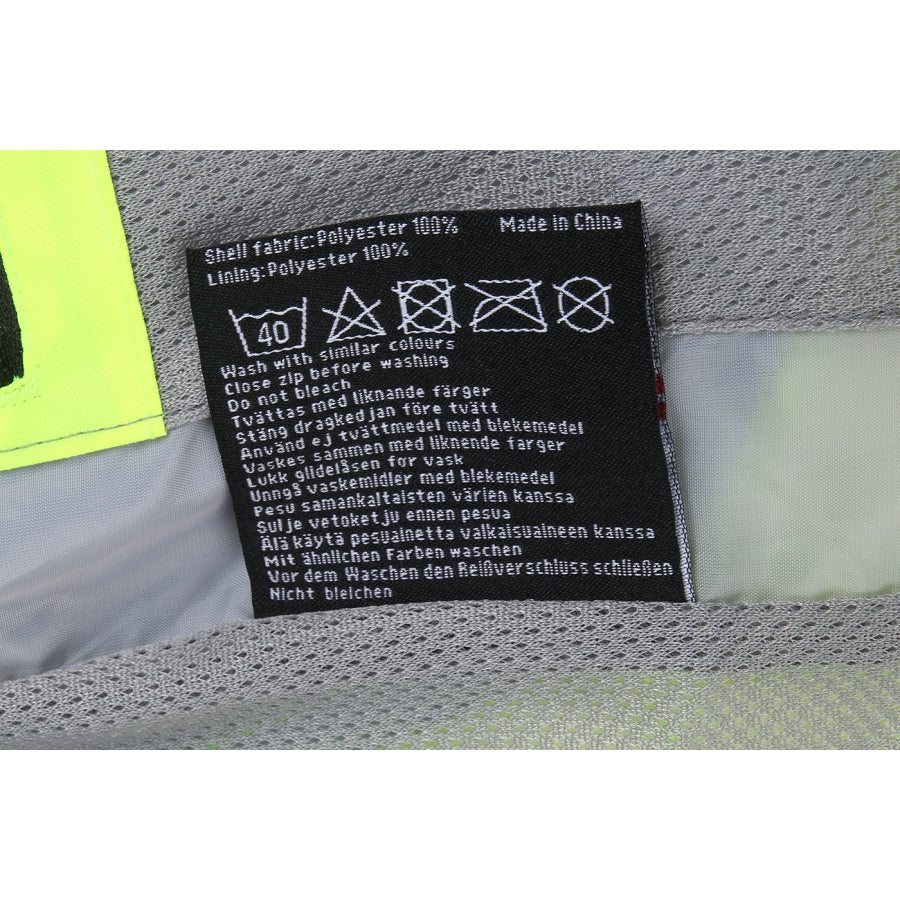 Shell fabric: Polyester 100% Made in China
Lining: Polyester 100%
40
Wash with similar colours
Close zip before washing
Do not bleach
Tvättas med liknande färger
Stäng dragkedjan före tvätt
Använd ej tvättmedel med blekemedel
Vaskes sammen med liknende farger
Lukk glidelåsen før vask
Unngå vaskemidler med blekemedel
Pesu samankaltaisten värien kanssa
Sulje vetoketju ennen pesua
Älä käytä pesuainetta valkaisuaineen kanssa
Mit ähnlichen Farben waschen
Vor dem Waschen den Reißverschluss schließen
Nicht bleichen